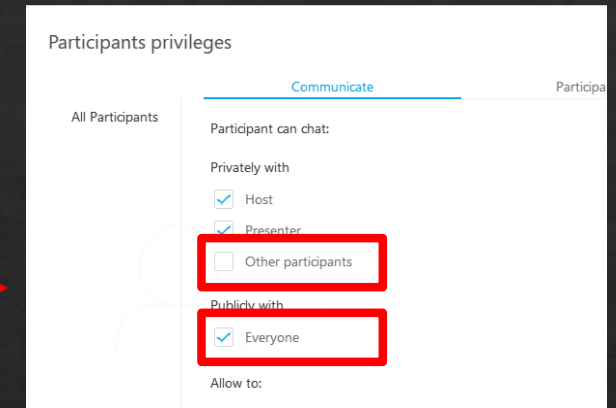 Participants privileges
Communicate
Participa
All Participants
Participant can chat:
Privately with
Host
Presenter
Other participants
Publicly with
Everyone
Allow to: